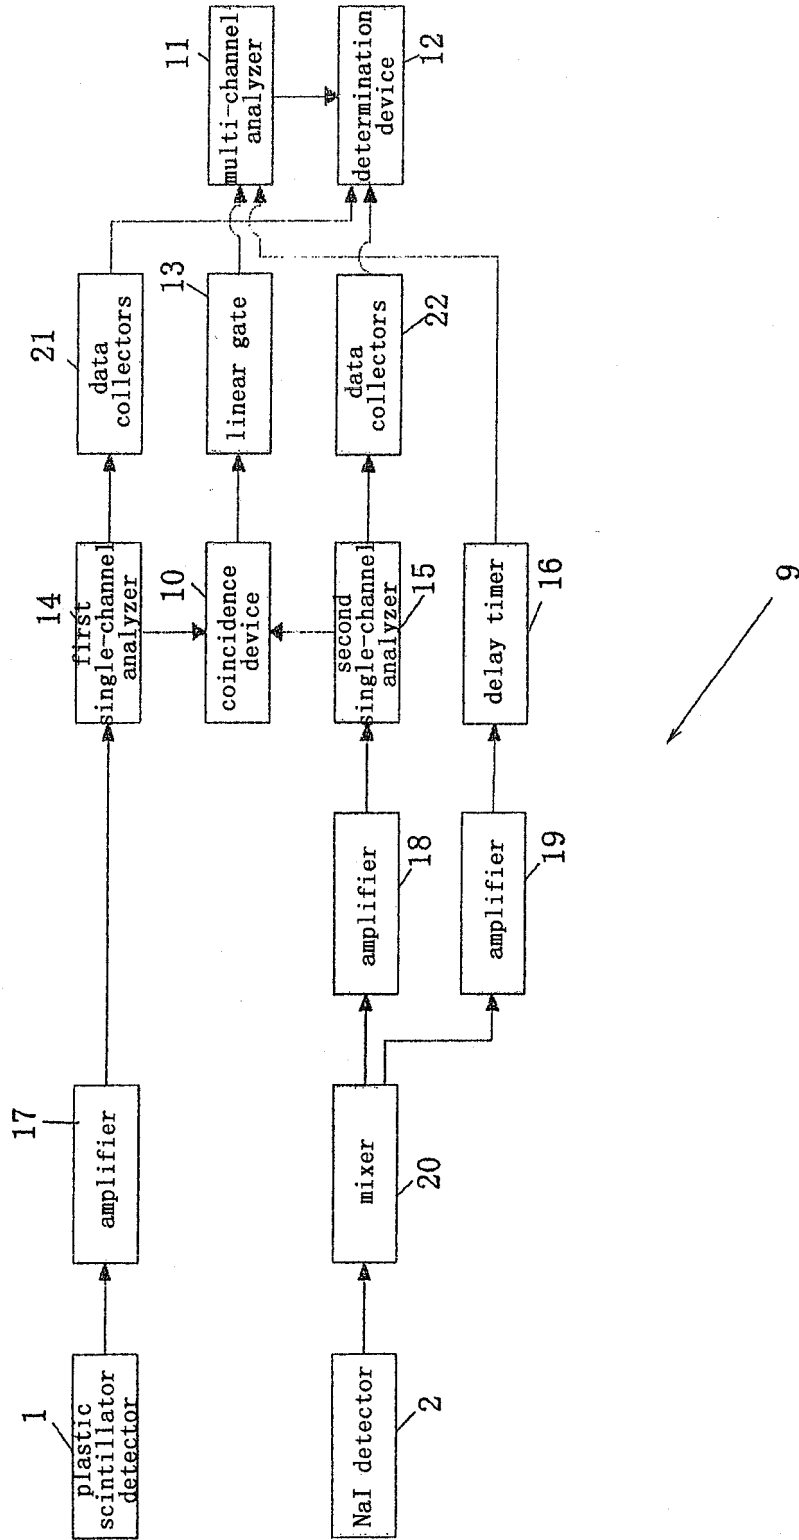 1
plastic
scintillator
detector
17
amplifier
14
first
single-channel
analyzer
21
data
collectors
10
coincidence
device
13
linear gate
11
multi-channel
analyzer
12
determination
device
NaI detector
2
mixer
20
amplifier
18
second
single-channel
analyzer
15
data
collectors
22
amplifier
19
delay timer
16
9